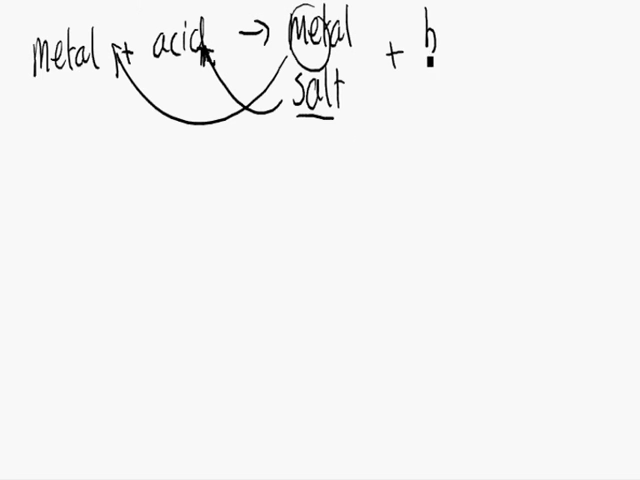 metal + acid → metal + h
salt